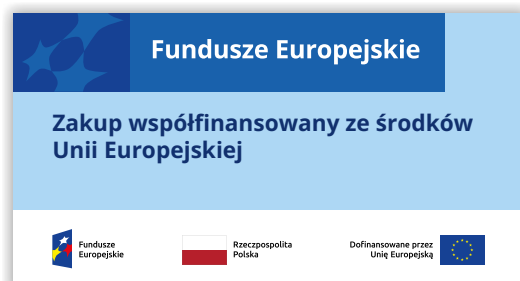 Fundusze Europejskie
Zakup współfinansowany ze środków
Unii Europejskiej
Fundusze
Europejskie
Rzeczpospolita
Polska
Dofinansowane przez
Unię Europejską